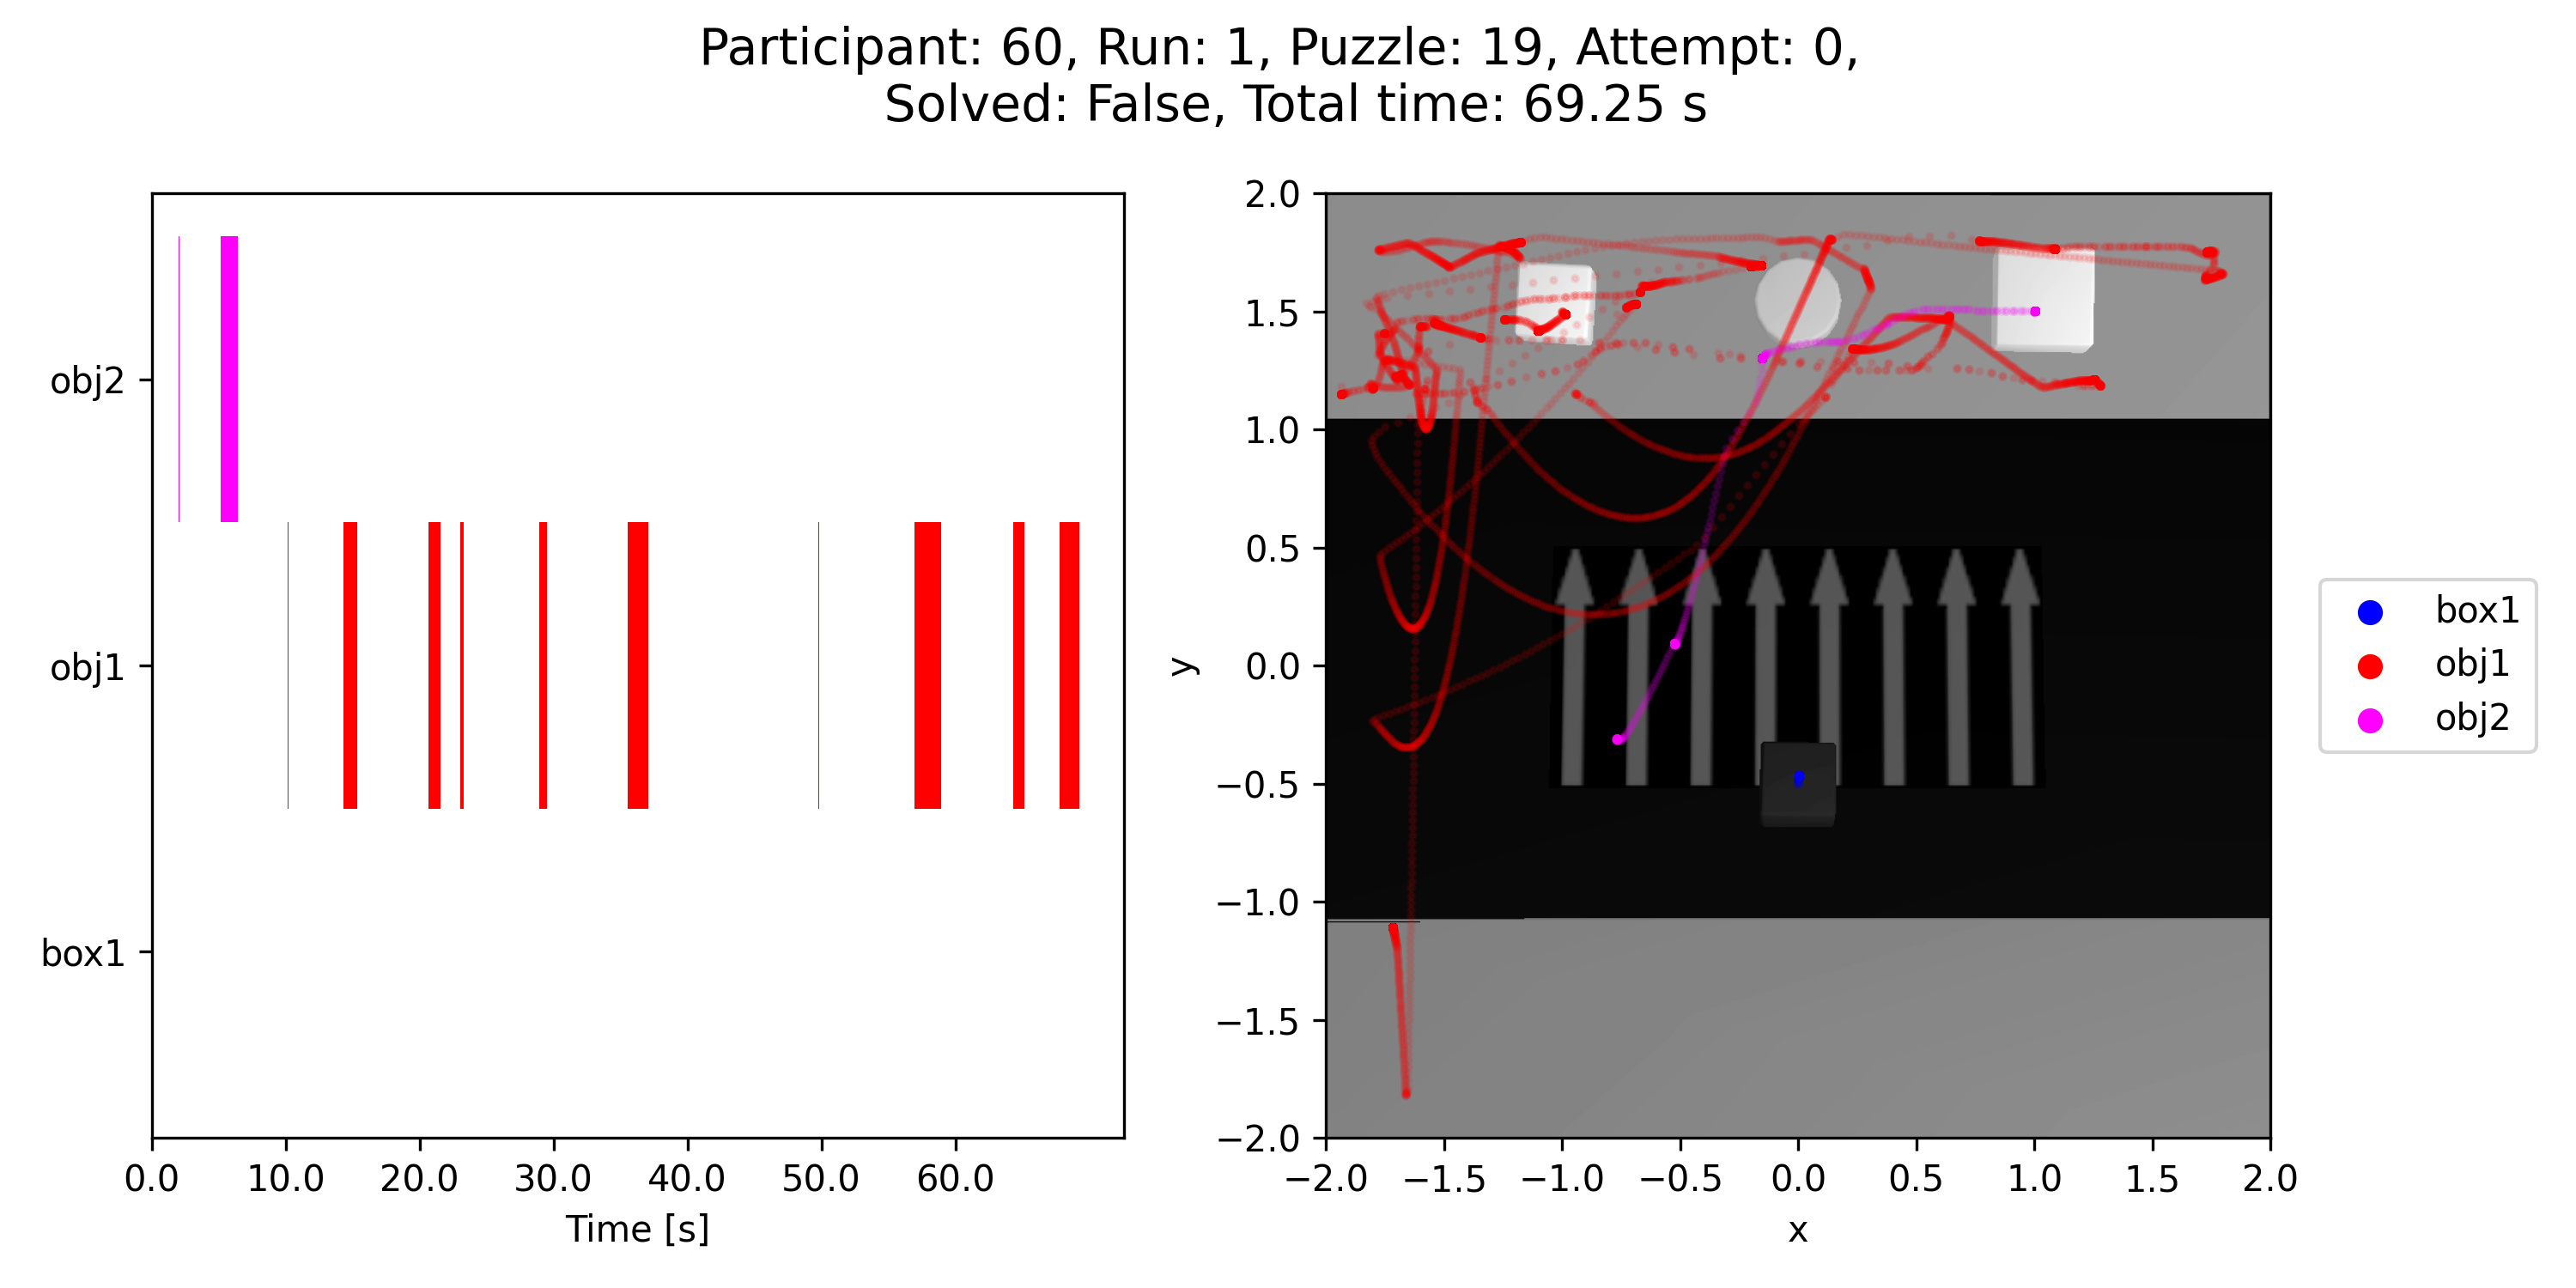 Participant: 60, Run: 1, Puzzle: 19, Attempt: 0,
Solved: False, Total time: 69.25 s
obj2
obj1
box1
0.0 10.0 20.0 30.0 40.0 50.0 60.0
Time [s]
2.0
1.5
1.0
0.5
0.0
−0.5
−1.0
−1.5
−2.0
y
−2.0 −1.5 −1.0 −0.5 0.0 0.5 1.0 1.5 2.0
x
box1
obj1
obj2